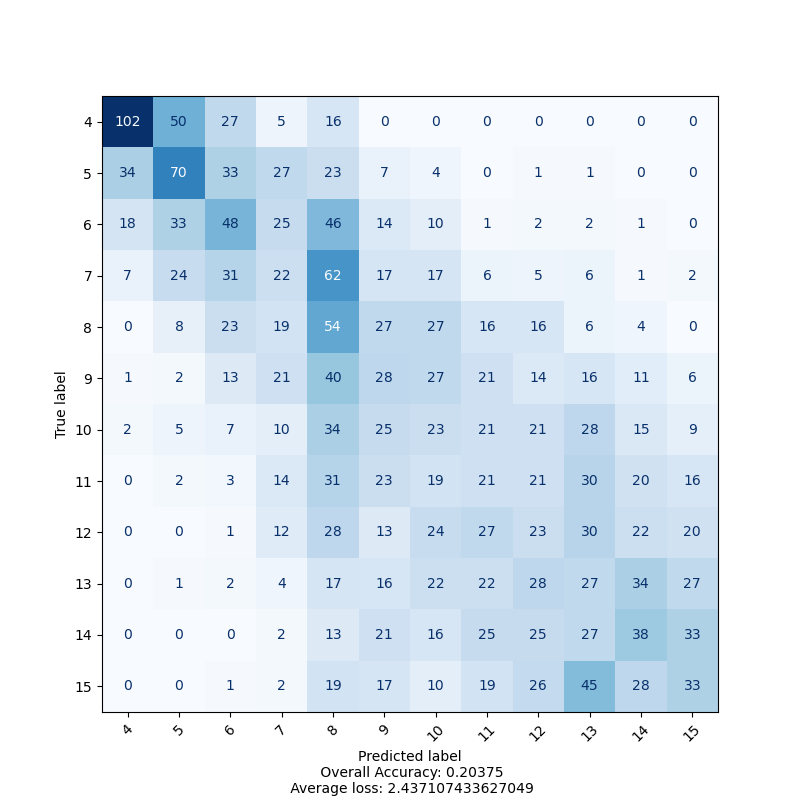 4 102 50 27 5 16 0 0 0 0 0 0 0
5 34 70 33 27 23 7 4 0 1 1 0 0
6 18 33 48 25 46 14 10 1 2 2 1 0
7 7 24 31 22 62 17 17 6 5 6 1 2
8 0 8 23 19 54 27 27 16 16 6 4 0
9 1 2 13 21 40 28 27 21 14 16 11 6
True label
10 2 5 7 10 34 25 23 21 21 28 15 9
11 0 2 3 14 31 23 19 21 21 30 20 16
12 0 0 1 12 28 13 24 27 23 30 22 20
13 0 1 2 4 17 16 22 22 28 27 34 27
14 0 0 0 2 13 21 16 25 25 27 38 33
15 0 0 1 2 19 17 10 19 26 45 28 33
4 5 6 7 8 9 10 11 12 13 14 15
Predicted label
Overall Accuracy: 0.20375
Average loss: 2.437107433627049